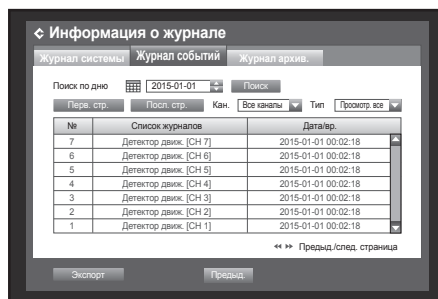 Информация о журнале
Журнал системы Журнал событий Журнал архив.
Поиск по дню 2015-01-01 Поиск
Перв. стр. Посл. стр. Кан. Все каналы Тип Просмотр. все
№ Список журналов Дата/вр.
7 Детектор движ. [CH 7] 2015-01-01 00:02:18
6 Детектор движ. [CH 6] 2015-01-01 00:02:18
5 Детектор движ. [CH 5] 2015-01-01 00:02:18
4 Детектор движ. [CH 4] 2015-01-01 00:02:18
3 Детектор движ. [CH 3] 2015-01-01 00:02:18
2 Детектор движ. [CH 2] 2015-01-01 00:02:18
1 Детектор движ. [CH 1] 2015-01-01 00:02:18
Предыд./след. страница
Экспорт Предыд.